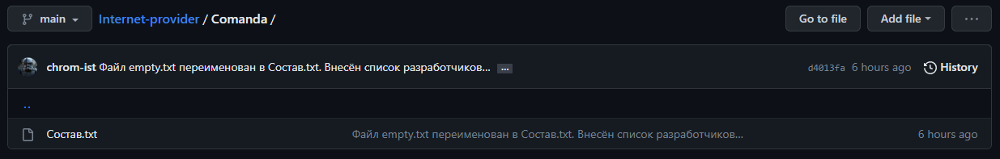 main Internet-provider / Comanda / Go to file Add file ...
chrom-ist Файл empty.txt переименован в Состав.txt. Внесён список разработчиков... ... d4013fa 6 hours ago History
..
Состав.txt Файл empty.txt переименован в Состав.txt. Внесён список разработчиков... 6 hours ago